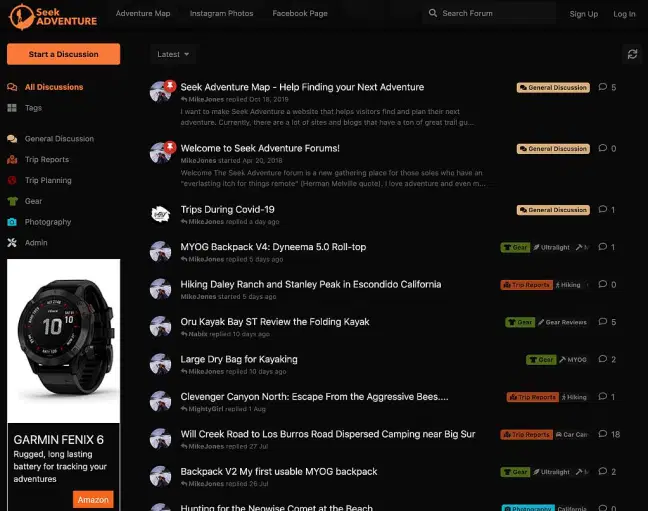 Seek
ADVENTURE
Adventure Map
Instagram Photos
Facebook Page
Search Forum
Sign Up
Log In
Start a Discussion
Latest
All Discussions
Tags
General Discussion
Trip Reports
Trip Planning
Gear
Photography
Admin
GARMIN FENIX 6
Rugged, long lasting
battery for tracking your
adventures
Amazon
Seek Adventure Map - Help Finding your Next Adventure
General Discussion
5
MikeJones replied Oct 18, 2019
I want to make Seek Adventure a website that helps visitors find and plan their next
adventure. Currently, there are a lot of sites and blogs that have a ton of great trail gu...
Welcome to Seek Adventure Forums!
General Discussion
0
MikeJones started Apr 20, 2018
Welcome The Seek Adventure forum is a new gathering place for those soles who have an
"everlasting itch for things remote" (Herman Melville quote). I love adventure and even m...
Trips During Covid-19
General Discussion
1
MikeJones replied a day ago
MYOG Backpack V4: Dyneema 5.0 Roll-top
Gear
Ultralight
1
MikeJones replied 5 days ago
Hiking Daley Ranch and Stanley Peak in Escondido California
Trip Reports
Hiking
0
MikeJones started 5 days ago
Oru Kayak Bay ST Review the Folding Kayak
Gear
Gear Reviews
5
Nabix replied 10 days ago
Large Dry Bag for Kayaking
Gear
MYOG
2
MikeJones replied 10 days ago
Clevenger Canyon North: Escape From the Aggressive Bees....
Trip Reports
Hiking
1
MightyGirl replied 1 Aug
Will Creek Road to Los Burros Road Dispersed Camping near Big Sur
Trip Reports
Car Can
18
MikeJones replied 27 Jul
Backpack V2 My first usable MYOG backpack
Gear
Ultralight
2
MikeJones replied 26 Jul
Hunting for the Neowise Comet at the Beach
Photography
California
0